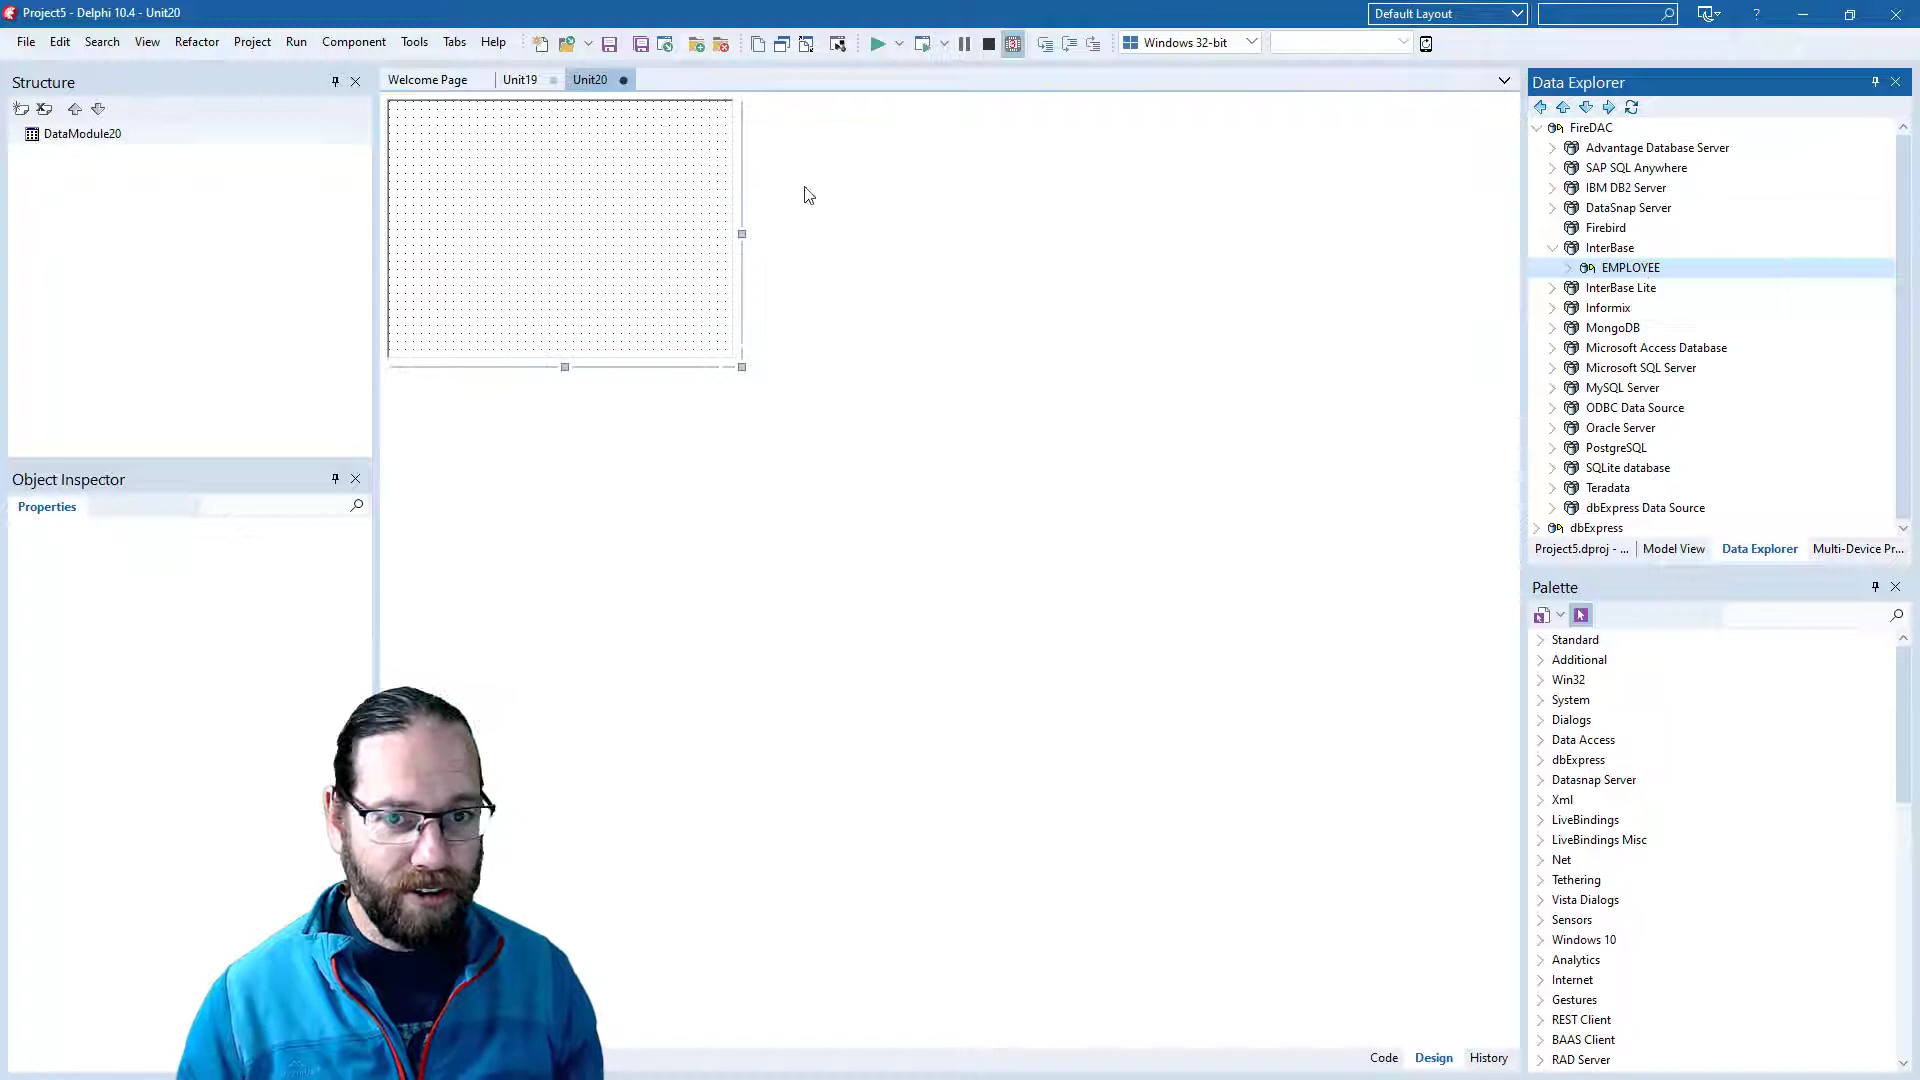 Project5 - Delphi 10.4 - Unit20
Default Layout
File Edit Search View Refactor Project Run Component Tools Tabs Help
Windows 32-bit
Structure
DataModule20
Object Inspector
Properties
Welcome Page Unit19 Unit20
Code Design History
Data Explorer
FireDAC
Advantage Database Server
SAP SQL Anywhere
IBM DB2 Server
DataSnap Server
Firebird
InterBase
EMPLOYEE
InterBase Lite
Informix
MongoDB
Microsoft Access Database
Microsoft SQL Server
MySQL Server
ODBC Data Source
Oracle Server
PostgreSQL
SQLite database
Teradata
dbExpress Data Source
dbExpress
Project5.dproj - ... Model View Data Explorer Multi-Device Pr...
Palette
Standard
Additional
Win32
System
Dialogs
Data Access
dbExpress
Datasnap Server
Xml
LiveBindings
LiveBindings Misc
Net
Tethering
Vista Dialogs
Sensors
Windows 10
Analytics
Internet
Gestures
REST Client
BAAS Client
RAD Server